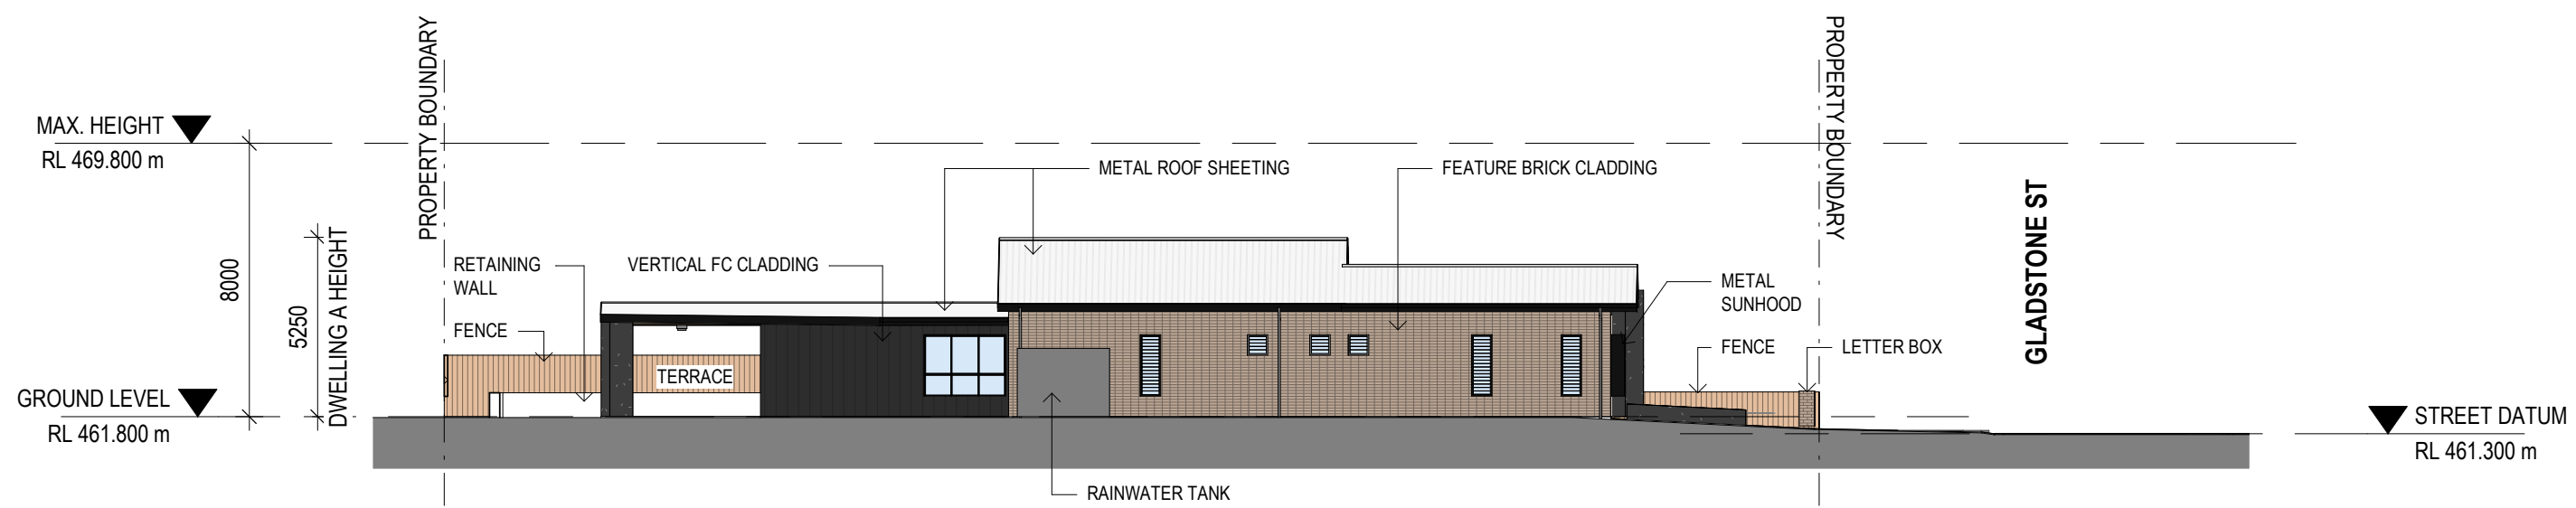 PROPERTY BOUNDARY
PROPERTY BOUNDARY
MAX. HEIGHT
RL 469.800 m
METAL ROOF SHEETING
FEATURE BRICK CLADDING
GLADSTONE ST
8000
5250
DWELLING A HEIGHT
RETAINING
WALL
VERTICAL FC CLADDING
METAL
SUNHOOD
FENCE
FENCE
LETTER BOX
TERRACE
GROUND LEVEL
RL 461.800 m
STREET DATUM
RL 461.300 m
RAINWATER TANK